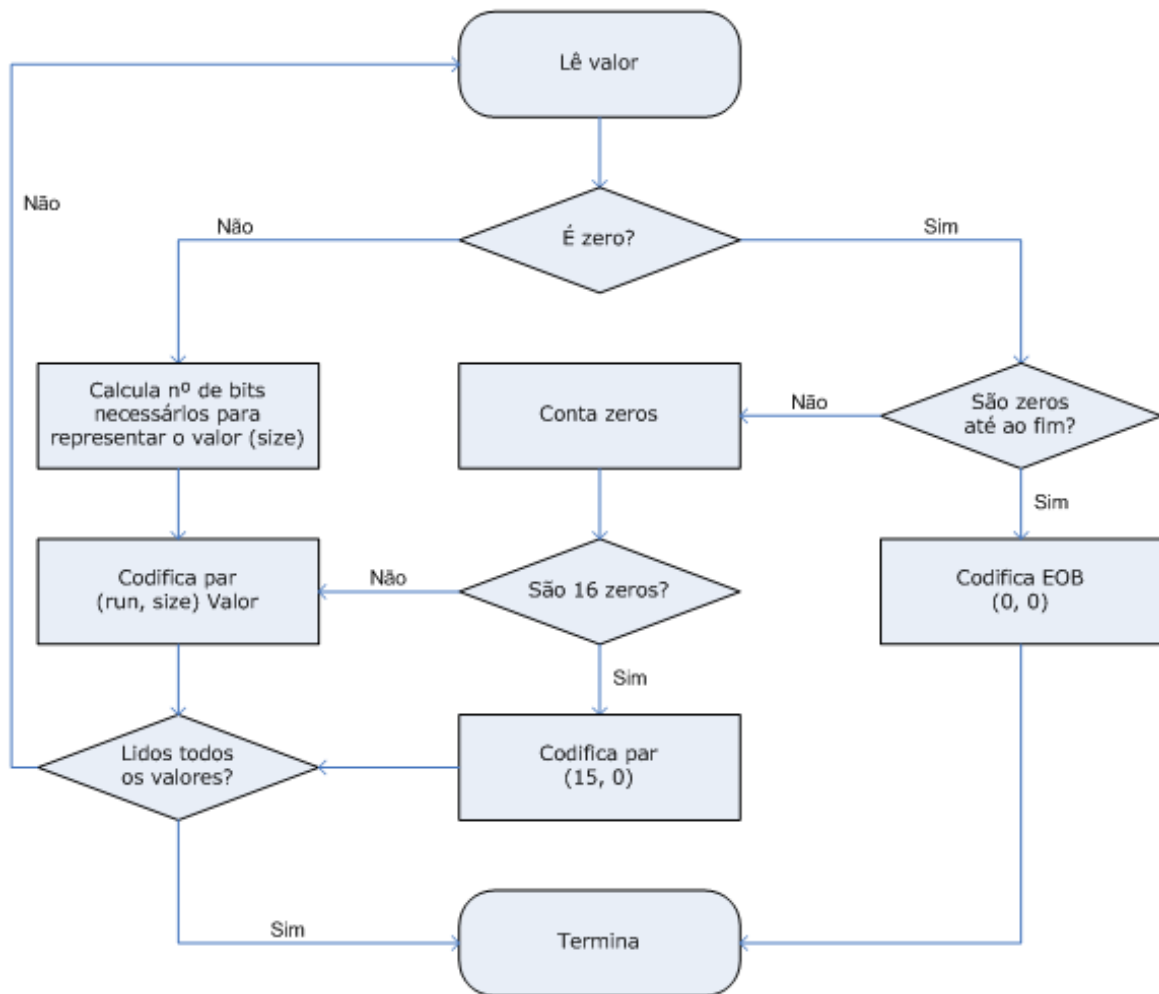 Lê valor
Não
É zero?
Não
Sim
Calcula nº de bits
necessários para
representar o valor (size)
Conta zeros
Não
São zeros
até ao fim?
Sim
Codifica par
(run, size) Valor
Não
São 16 zeros?
Codifica EOB
(0, 0)
Sim
Lidos todos
os valores?
Codifica par
(15, 0)
Sim
Termina